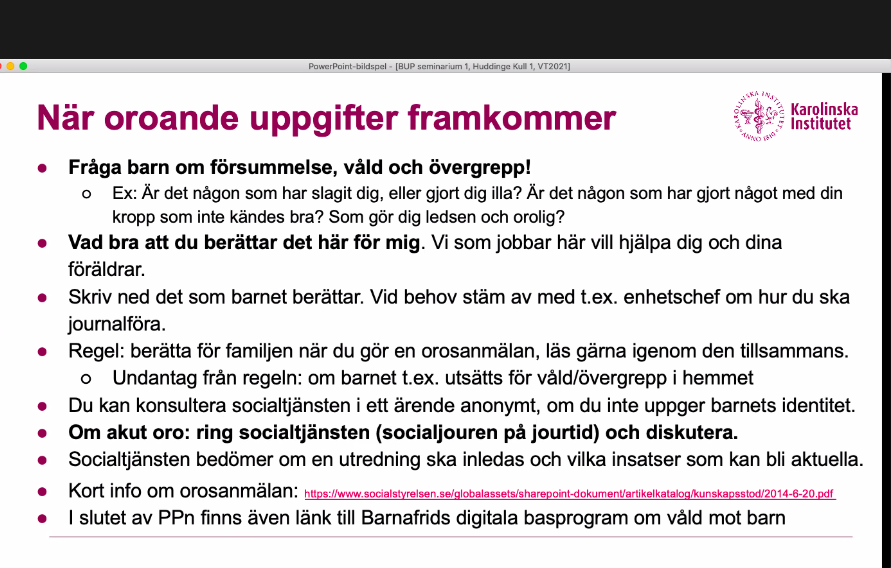 PowerPoint-bildspel - [BUP seminarium 1, Huddinge Kull 1, VT2021]
När oroande uppgifter framkommer
Karolinska
Institutet
● Fråga barn om försummelse, våld och övergrepp!
○ Ex: Är det någon som har slagit dig, eller gjort dig illa? Är det någon som har gjort något med din
kropp som inte kändes bra? Som gör dig ledsen och orolig?
● Vad bra att du berättar det här för mig. Vi som jobbar här vill hjälpa dig och dina
föräldrar.
● Skriv ned det som barnet berättar. Vid behov stäm av med t.ex. enhetschef om hur du ska
journalföra.
● Regel: berätta för familjen när du gör en orosanmälan, läs gärna igenom den tillsammans.
○ Undantag från regeln: om barnet t.ex. utsätts för våld/övergrepp i hemmet
● Du kan konsultera socialtjänsten i ett ärende anonymt, om du inte uppger barnets identitet.
● Om akut oro: ring socialtjänsten (socialjouren på jourtid) och diskutera.
● Socialtjänsten bedömer om en utredning ska inledas och vilka insatser som kan bli aktuella.
● Kort info om orosanmälan: https://www.socialstyrelsen.se/globalassets/sharepoint-dokument/artikelkatalog/kunskapsstod/2014-6-20.pdf
● I slutet av PPn finns även länk till Barnafrids digitala basprogram om våld mot barn